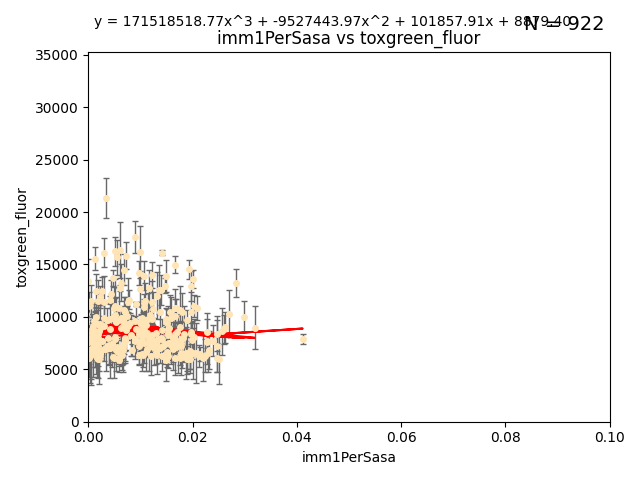 y = 171518518.77x^3 + -9527443.97x^2 + 101857.91x + 8879.40
N = 922
imm1PerSasa vs toxgreen_fluor
35000
30000
25000
20000
15000
10000
5000
0
toxgreen_fluor
0.00 0.02 0.04 0.06 0.08 0.10
imm1PerSasa